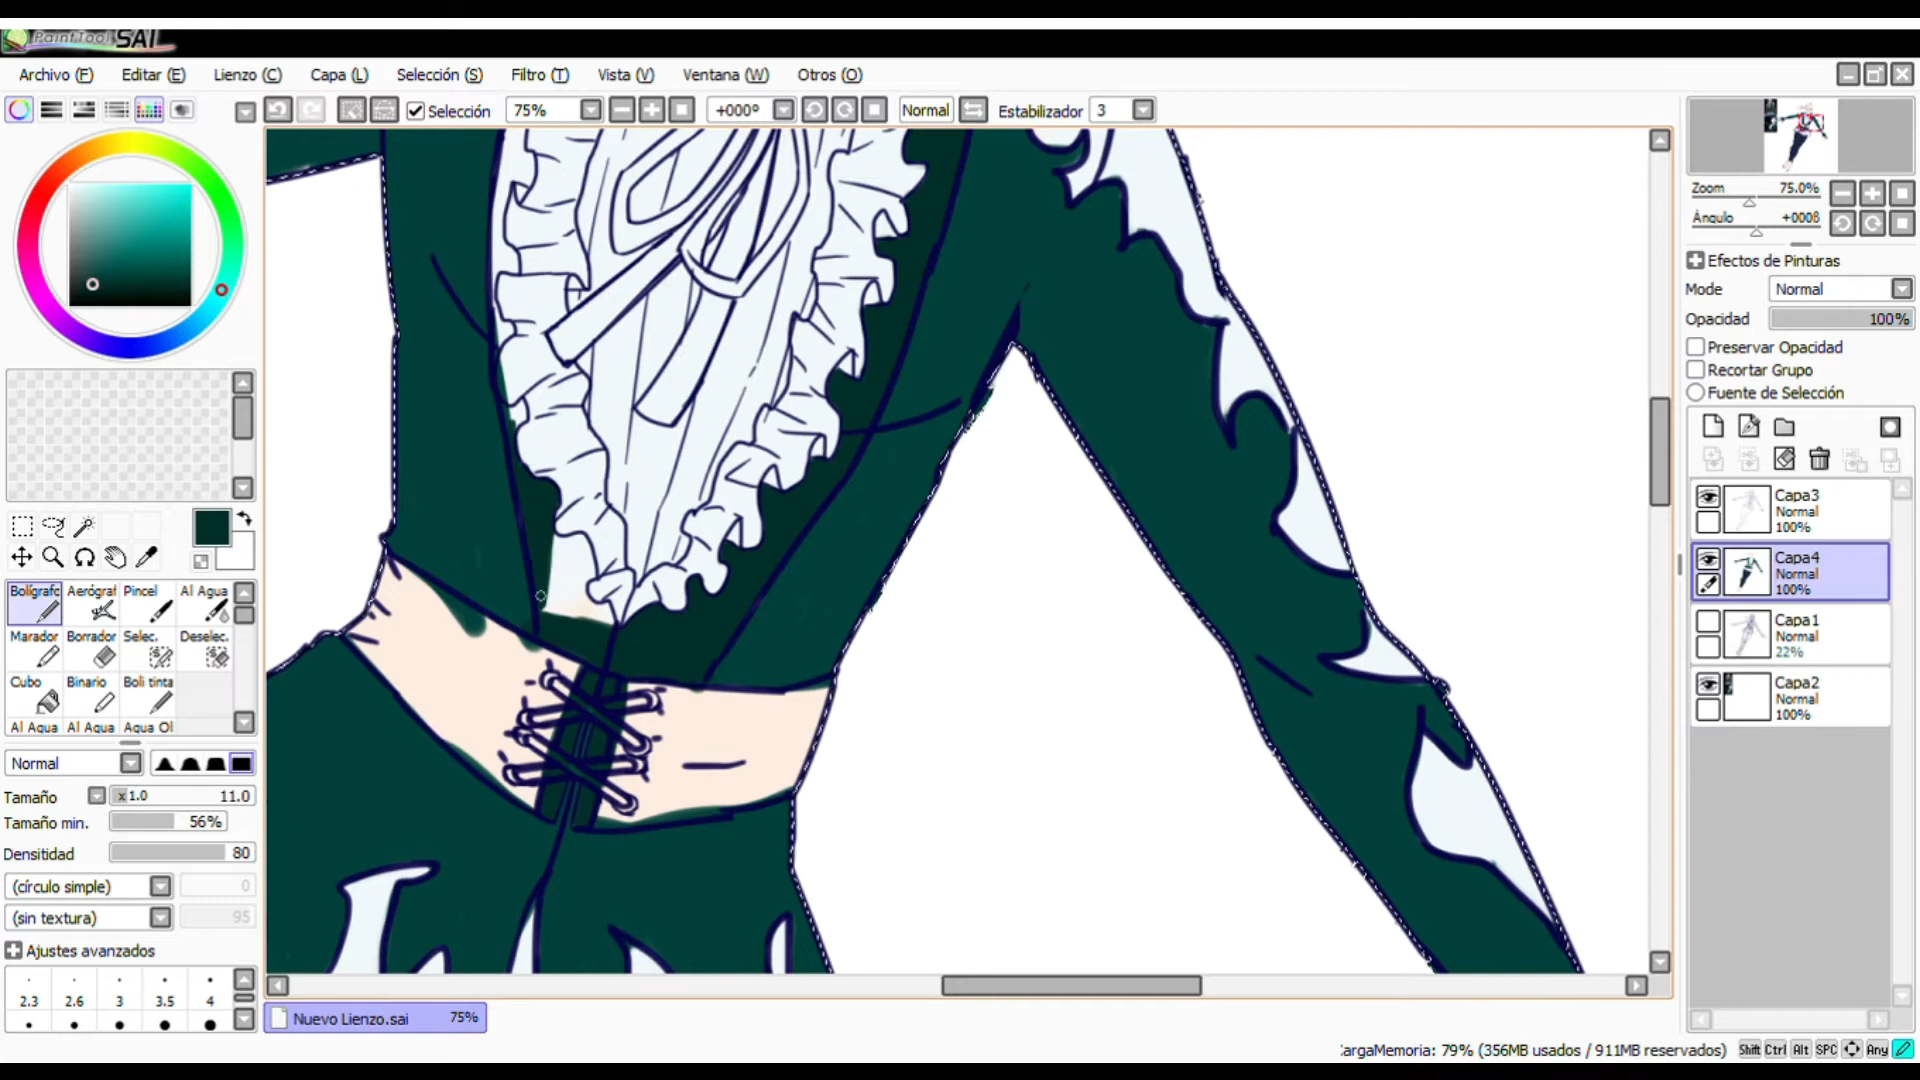 PaintTool SAI
Archivo (F) Editar (E) Lienzo (C) Capa (L) Selección (S) Filtro (T) Vista (V) Ventana (W) Otros (O)
Selección 75% +000º Normal Estabilizador 3
Zoom 75.0%
Ángulo +000ß
Efectos de Pinturas
Mode Normal
Opacidad 100%
Preservar Opacidad
Recortar Grupo
Fuente de Selección
Capa3
Normal
100%
Capa4
Normal
100%
Capa1
Normal
22%
Capa2
Normal
100%
Bolígrafo Aerógraf Pincel Al Agua
Marador Borrador Selec. Deselec.
Cubo Binario Boli tinta
Al Agua Al Agua Agua Ol
Normal
Tamaño x1.0 11.0
Tamaño min. 56%
Densitidad 80
(círculo simple) 0
(sin textura) 95
Ajustes avanzados
2.3 2.6 3 3.5 4
Nuevo Lienzo.sai 75%
argaMemoria: 79% (356MB usados / 911MB reservados) Shift Ctrl Alt SPC Any